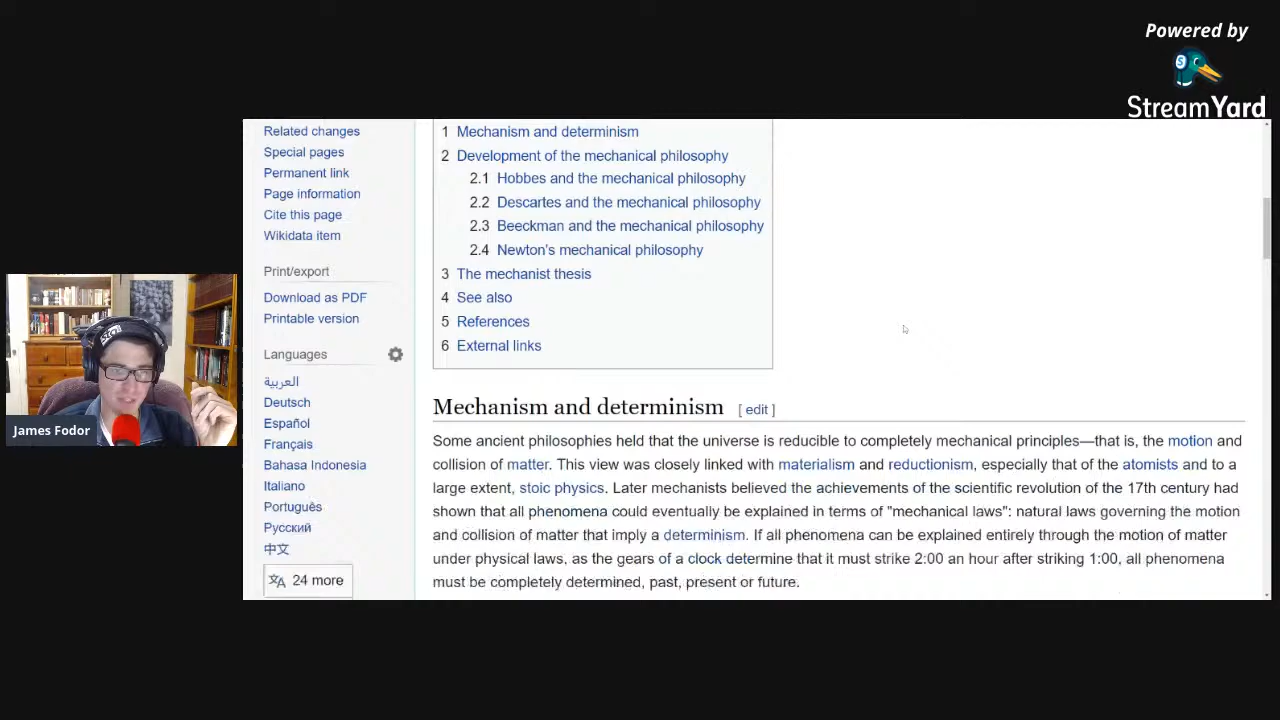 Powered by
StreamYard
Related changes
Special pages
Permanent link
Page information
Cite this page
Wikidata item
Print/export
Download as PDF
Printable version
Languages
العربية
Deutsch
Español
Français
Bahasa Indonesia
Italiano
Português
Русский
中文
24 more
1 Mechanism and determinism
2 Development of the mechanical philosophy
2.1 Hobbes and the mechanical philosophy
2.2 Descartes and the mechanical philosophy
2.3 Beeckman and the mechanical philosophy
2.4 Newton's mechanical philosophy
3 The mechanist thesis
4 See also
5 References
6 External links
Mechanism and determinism [ edit ]
Some ancient philosophies held that the universe is reducible to completely mechanical principles—that is, the motion and
collision of matter. This view was closely linked with materialism and reductionism, especially that of the atomists and to a
large extent, stoic physics. Later mechanists believed the achievements of the scientific revolution of the 17th century had
shown that all phenomena could eventually be explained in terms of "mechanical laws": natural laws governing the motion
and collision of matter that imply a determinism. If all phenomena can be explained entirely through the motion of matter
under physical laws, as the gears of a clock determine that it must strike 2:00 an hour after striking 1:00, all phenomena
must be completely determined, past, present or future.
James Fodor